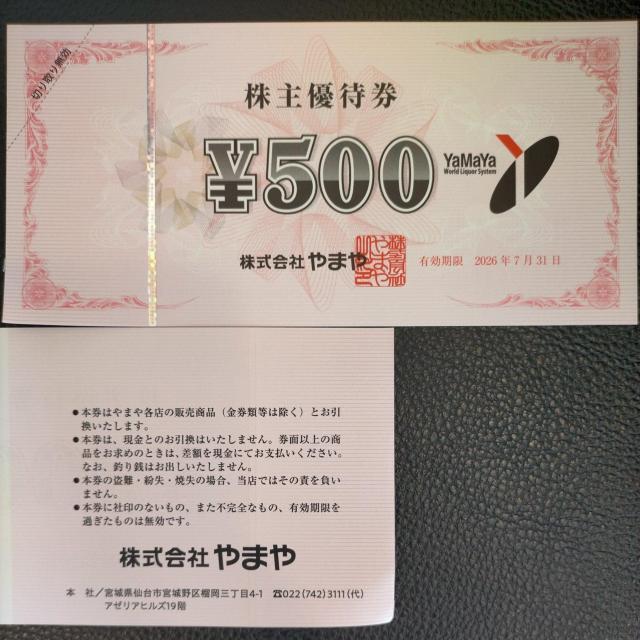 切り取り無効
株主優待券
¥500
YaMaYa
World Liquor System
株式会社やまや
有効期限 2026年7月31日
●本券はやまや各店の販売商品（金券類等は除く）とお引
換いたします。
●本券は、現金とのお引換はいたしません。券面以上の商
品をお求めのときは、差額を現金にてお支払いください。
なお、釣り銭はお出しいたしません。
●本券の盗難・紛失・焼失の場合、当店ではその責を負い
ません。
●本券に社印のないもの、また不完全なもの、有効期限を
過ぎたものは無効です。
株式会社やまや
本 社／宮城県仙台市宮城野区榴岡三丁目4-1 ☎022(742)3111(代)
アゼリアヒルズ19階